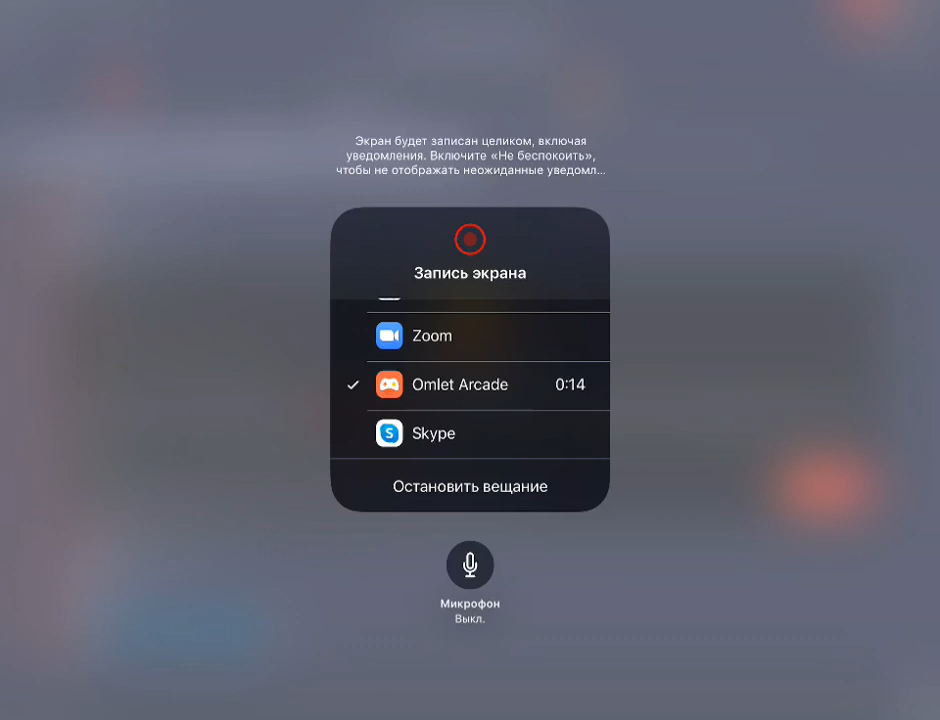 Экран будет записан целиком, включая
уведомления. Включите «Не беспокоить»,
чтобы не отображать неожиданные уведомл...
Запись экрана
Zoom
Omlet Arcade 0:14
Skype
Остановить вещание
Микрофон
Выкл.